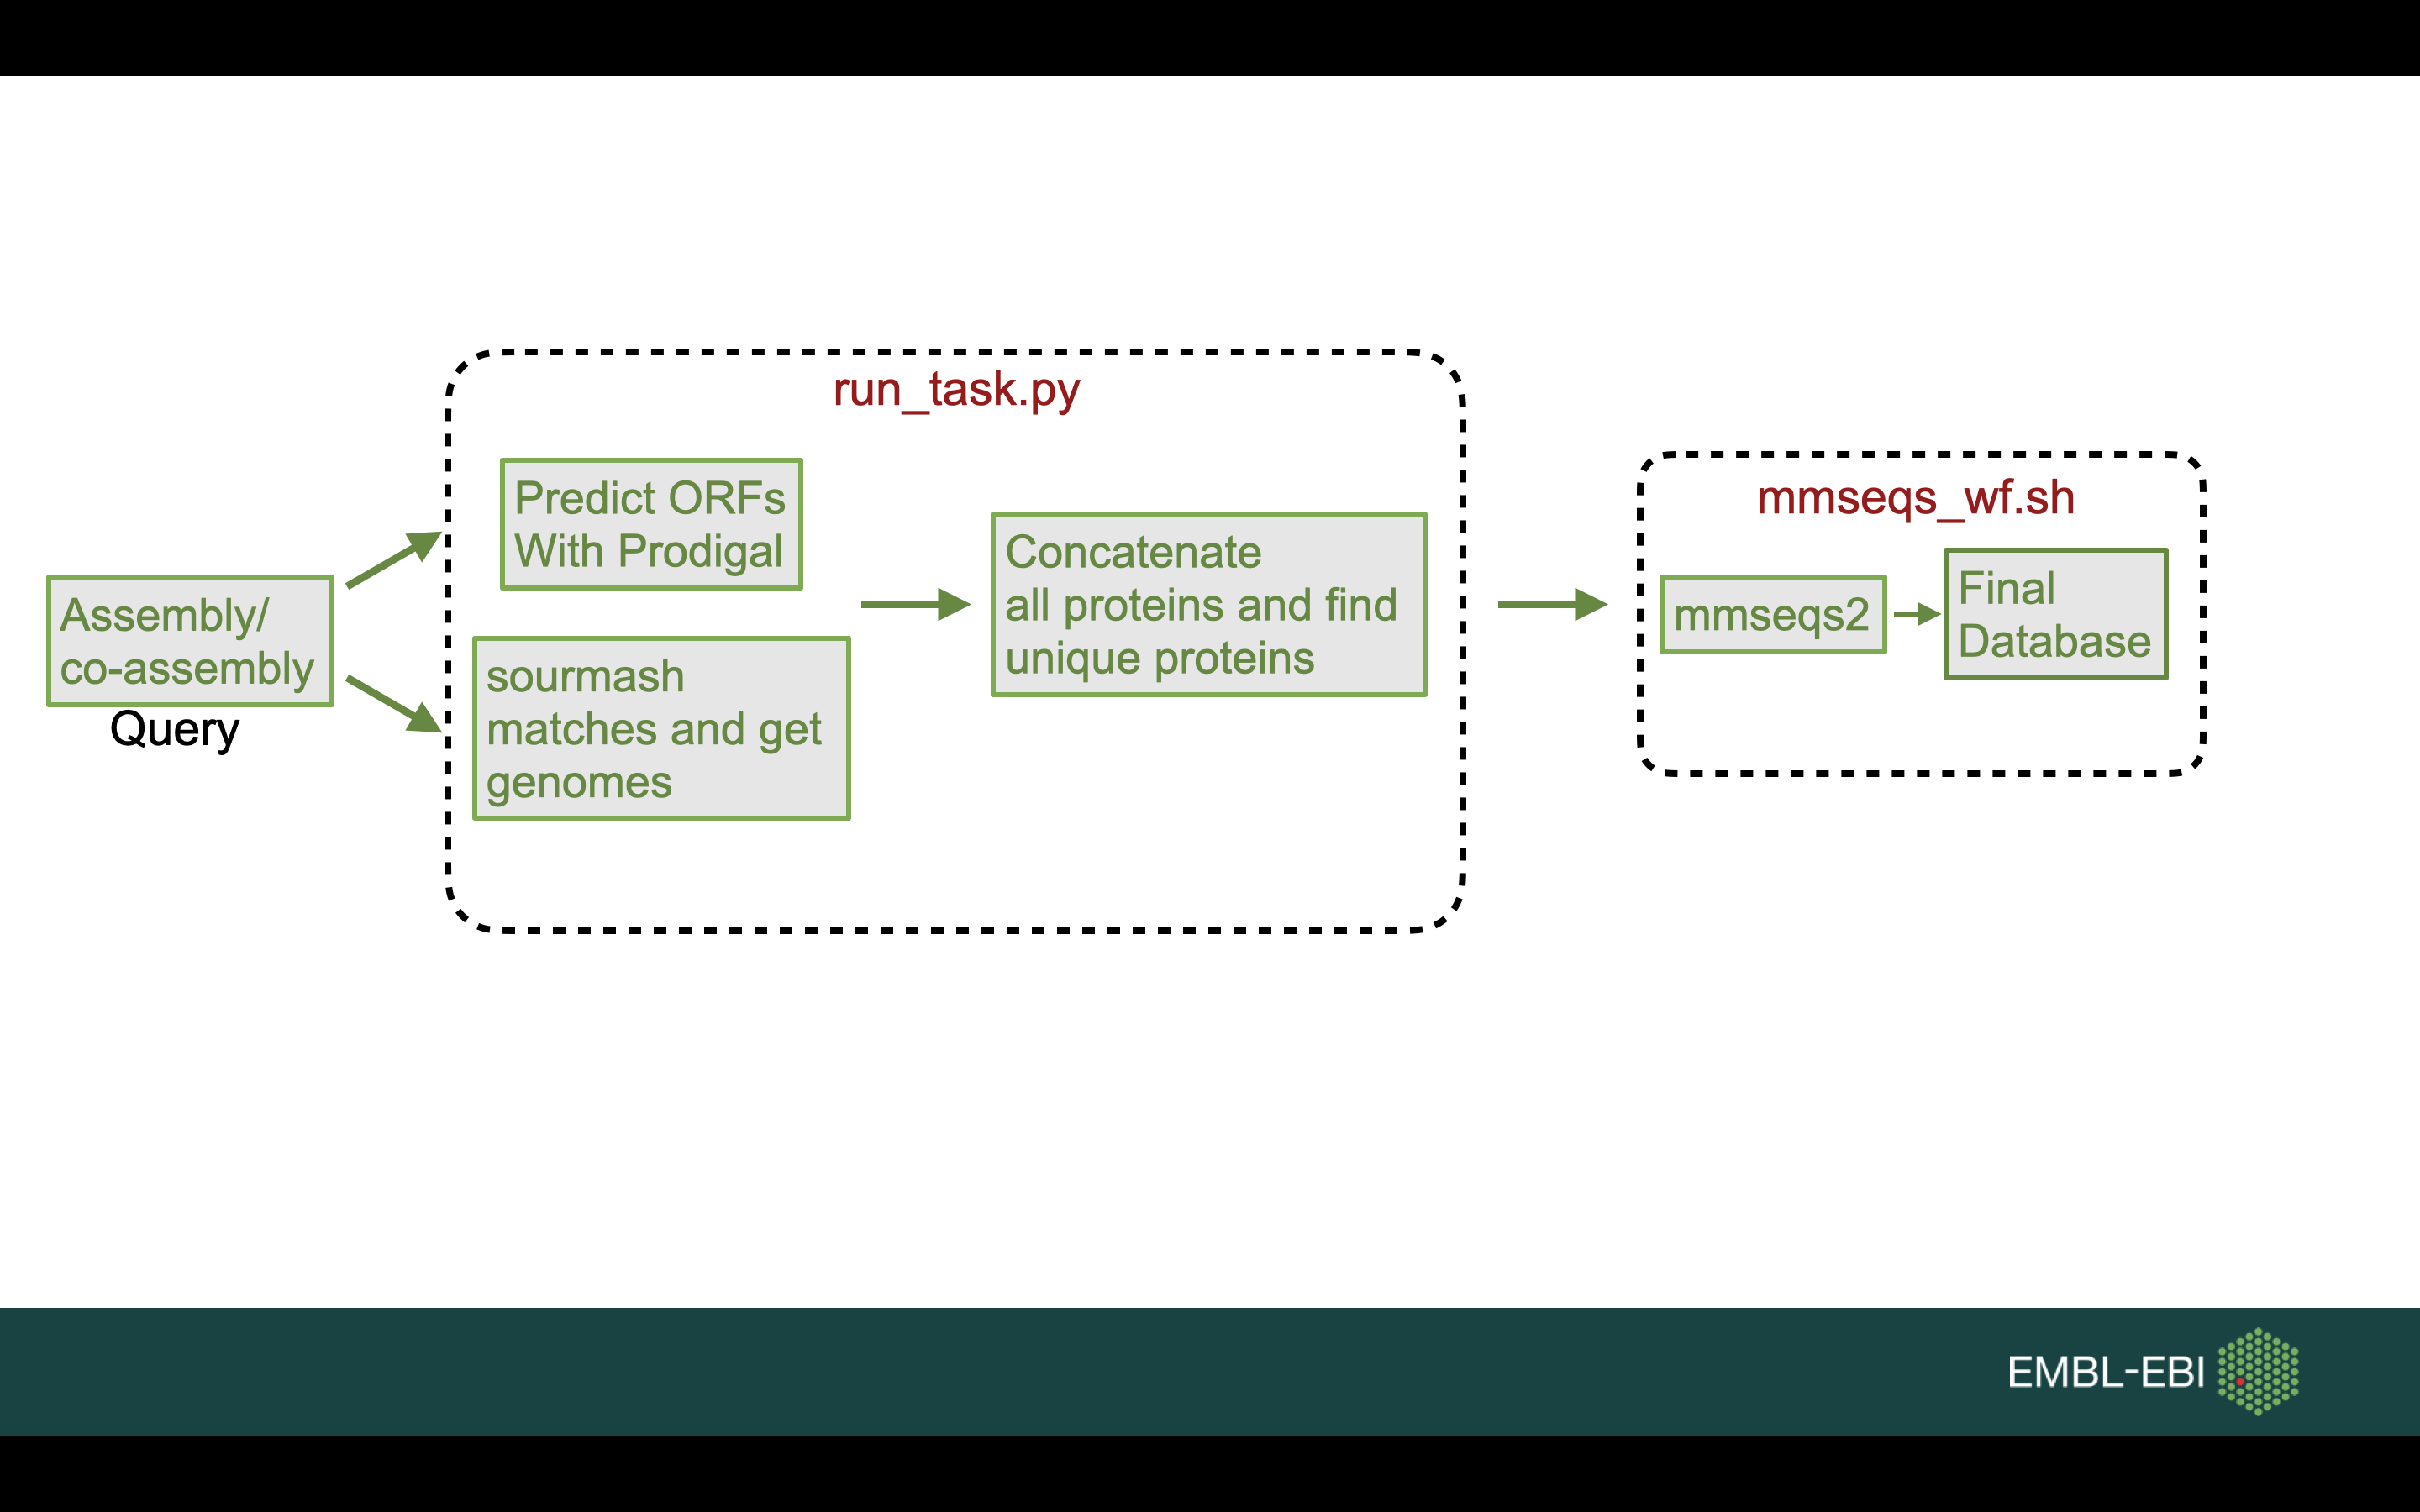 Assembly/
co-assembly
Query
run_task.py
Predict ORFs
With Prodigal
sourmash
matches and get
genomes
Concatenate
all proteins and find
unique proteins
mmseqs_wf.sh
mmseqs2
Final
Database
EMBL-EBI